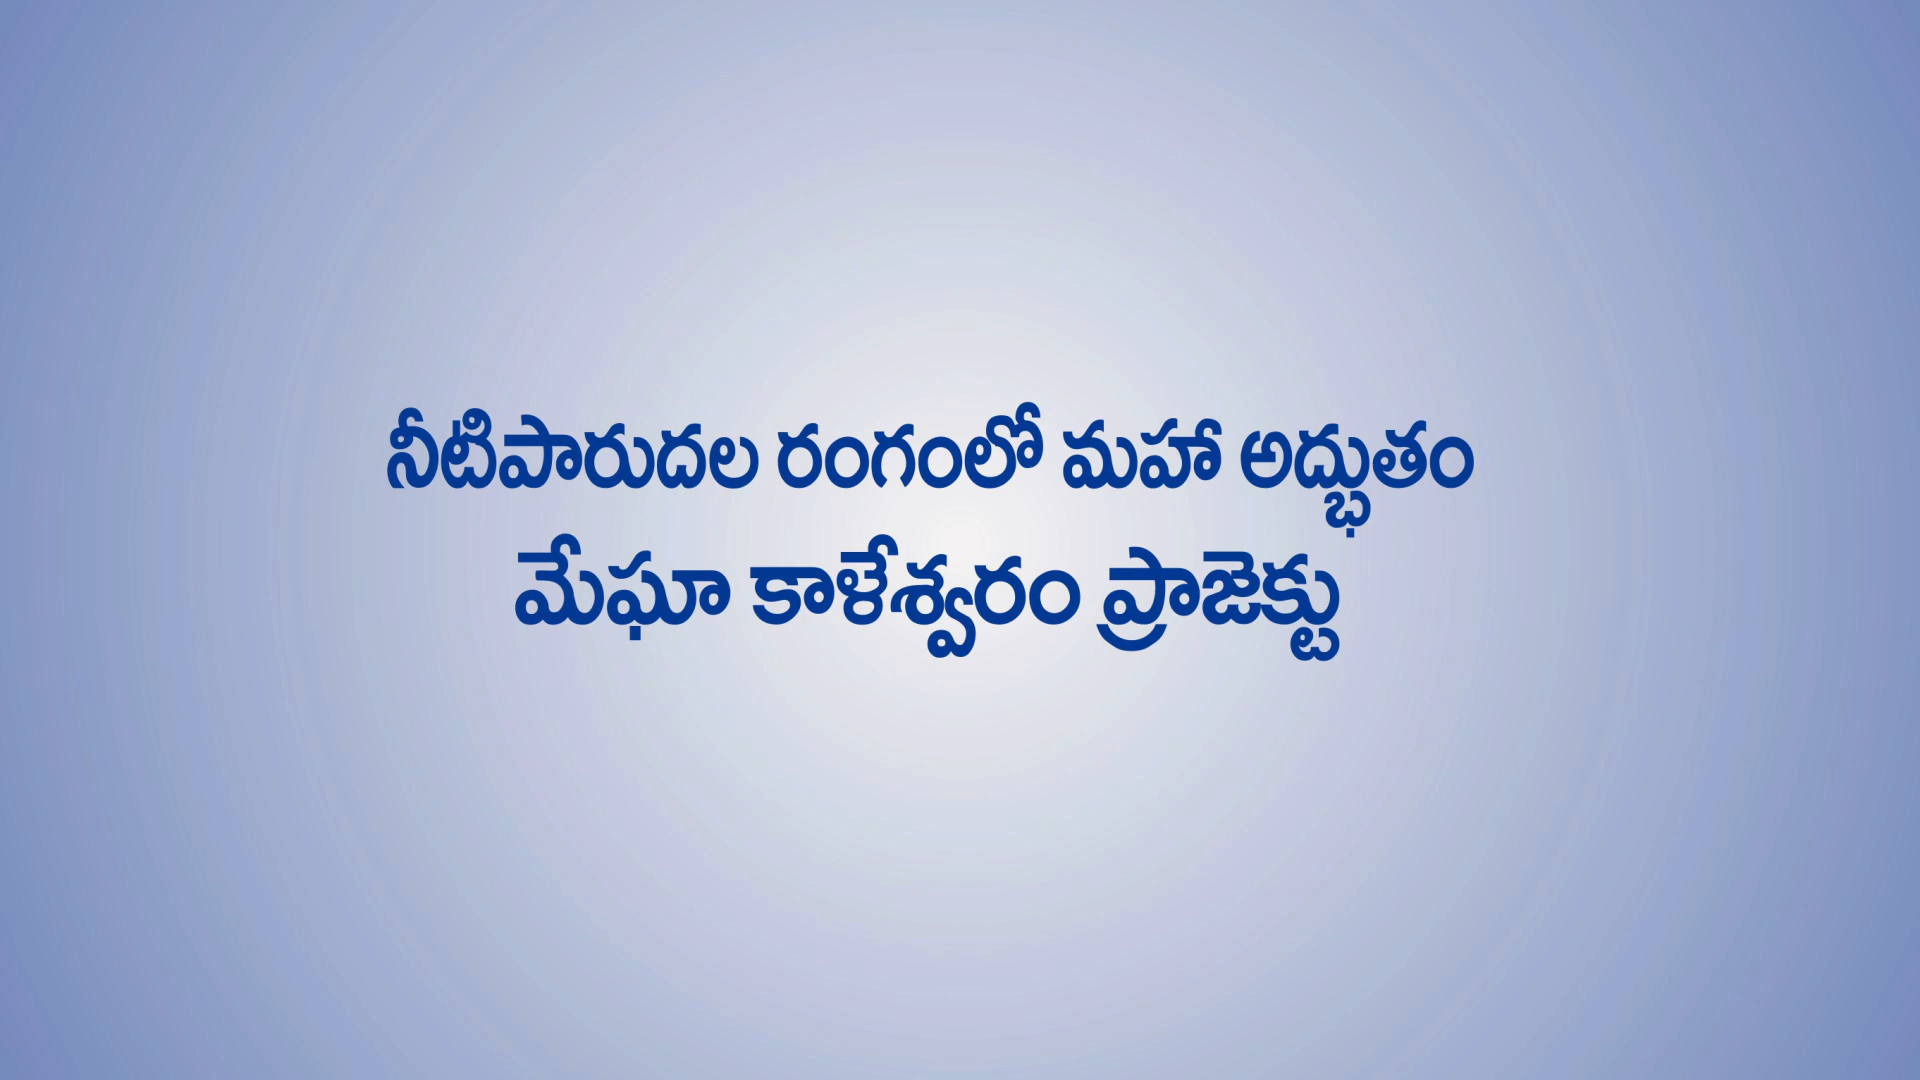 నీటిపారుదల రంగంలో మహా అద్భుతం
మేఘా కాళేశ్వరం ప్రాజెక్టు